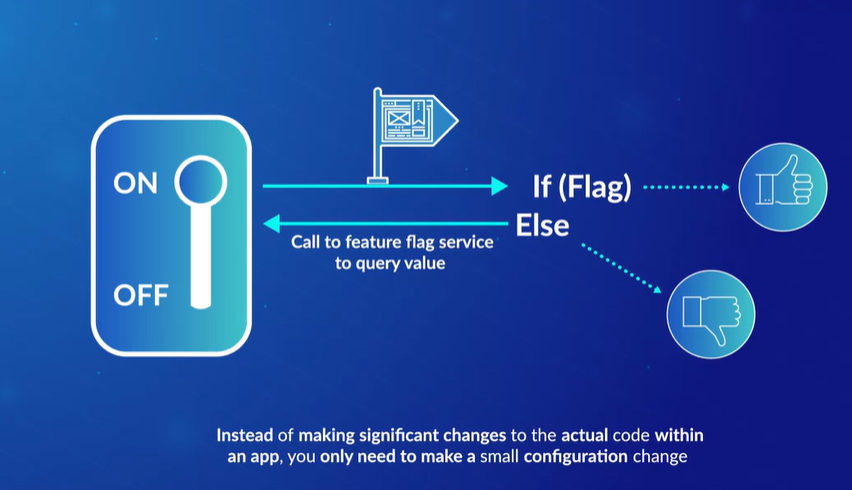 ON
OFF
If (Flag)
Else
Call to feature flag service
to query value
Instead of making significant changes to the actual code within
an app, you only need to make a small configuration change